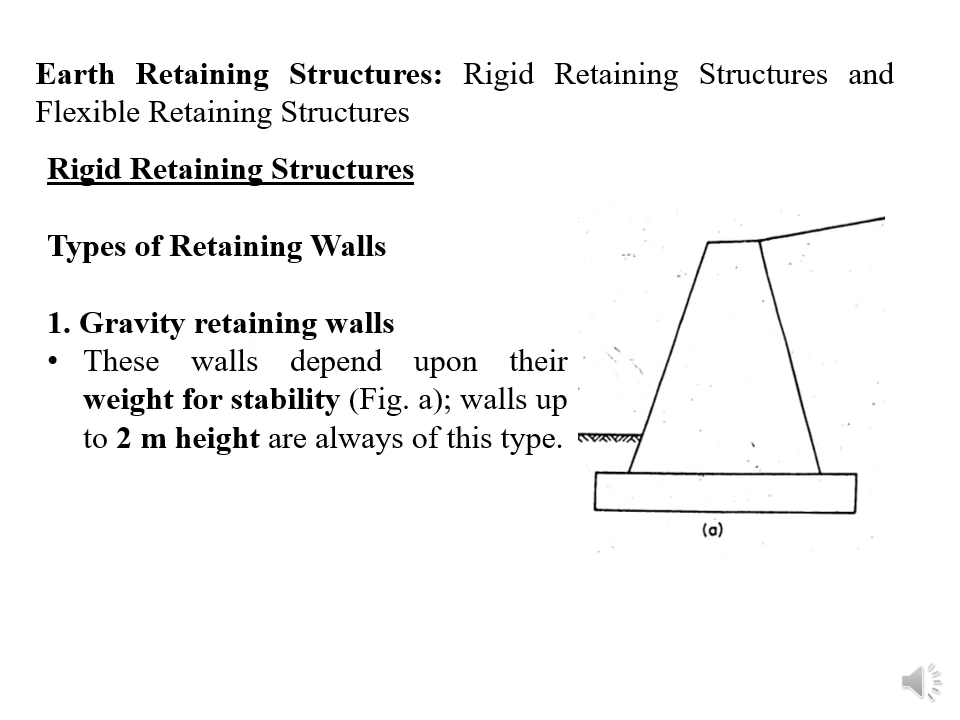 Earth Retaining Structures: Rigid Retaining Structures and
Flexible Retaining Structures
Rigid Retaining Structures
Types of Retaining Walls
1. Gravity retaining walls
• These walls depend upon their
weight for stability (Fig. a); walls up
to 2 m height are always of this type.
(a)